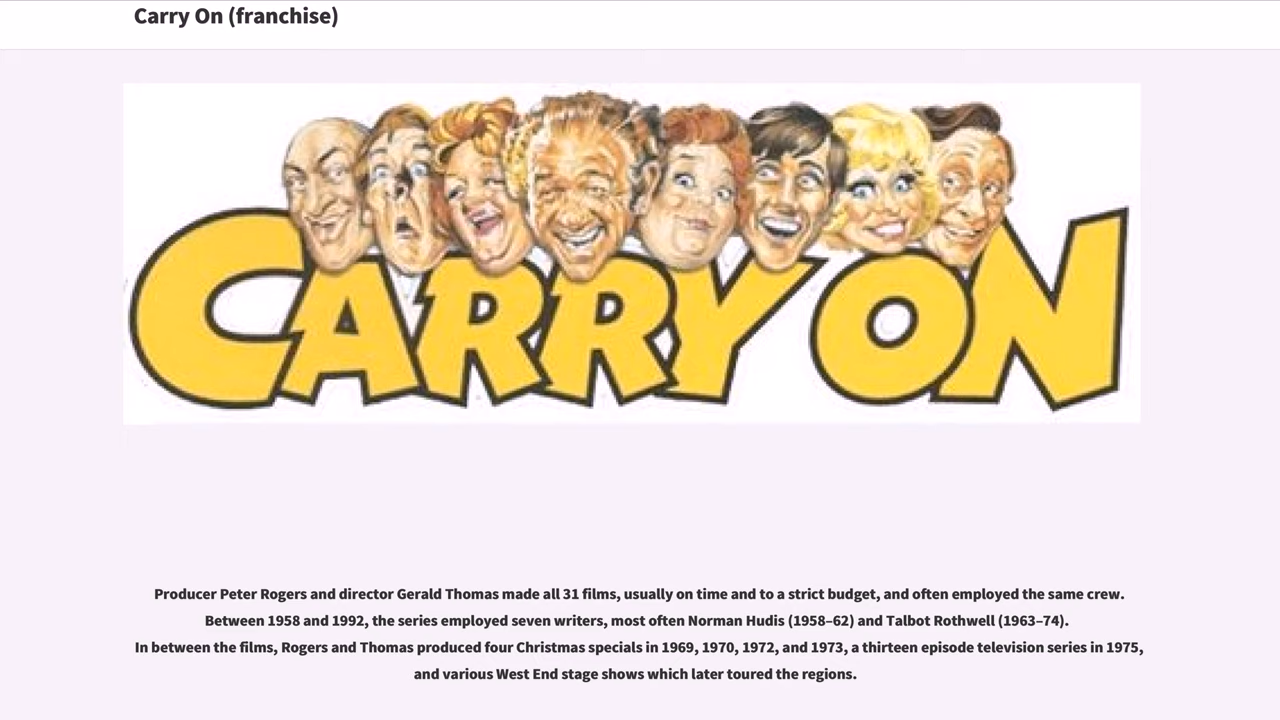 Carry On (franchise)
CARRY ON
Producer Peter Rogers and director Gerald Thomas made all 31 films, usually on time and to a strict budget, and often employed the same crew.
Between 1958 and 1992, the series employed seven writers, most often Norman Hudis (1958–62) and Talbot Rothwell (1963–74).
In between the films, Rogers and Thomas produced four Christmas specials in 1969, 1970, 1972, and 1973, a thirteen episode television series in 1975,
and various West End stage shows which later toured the regions.